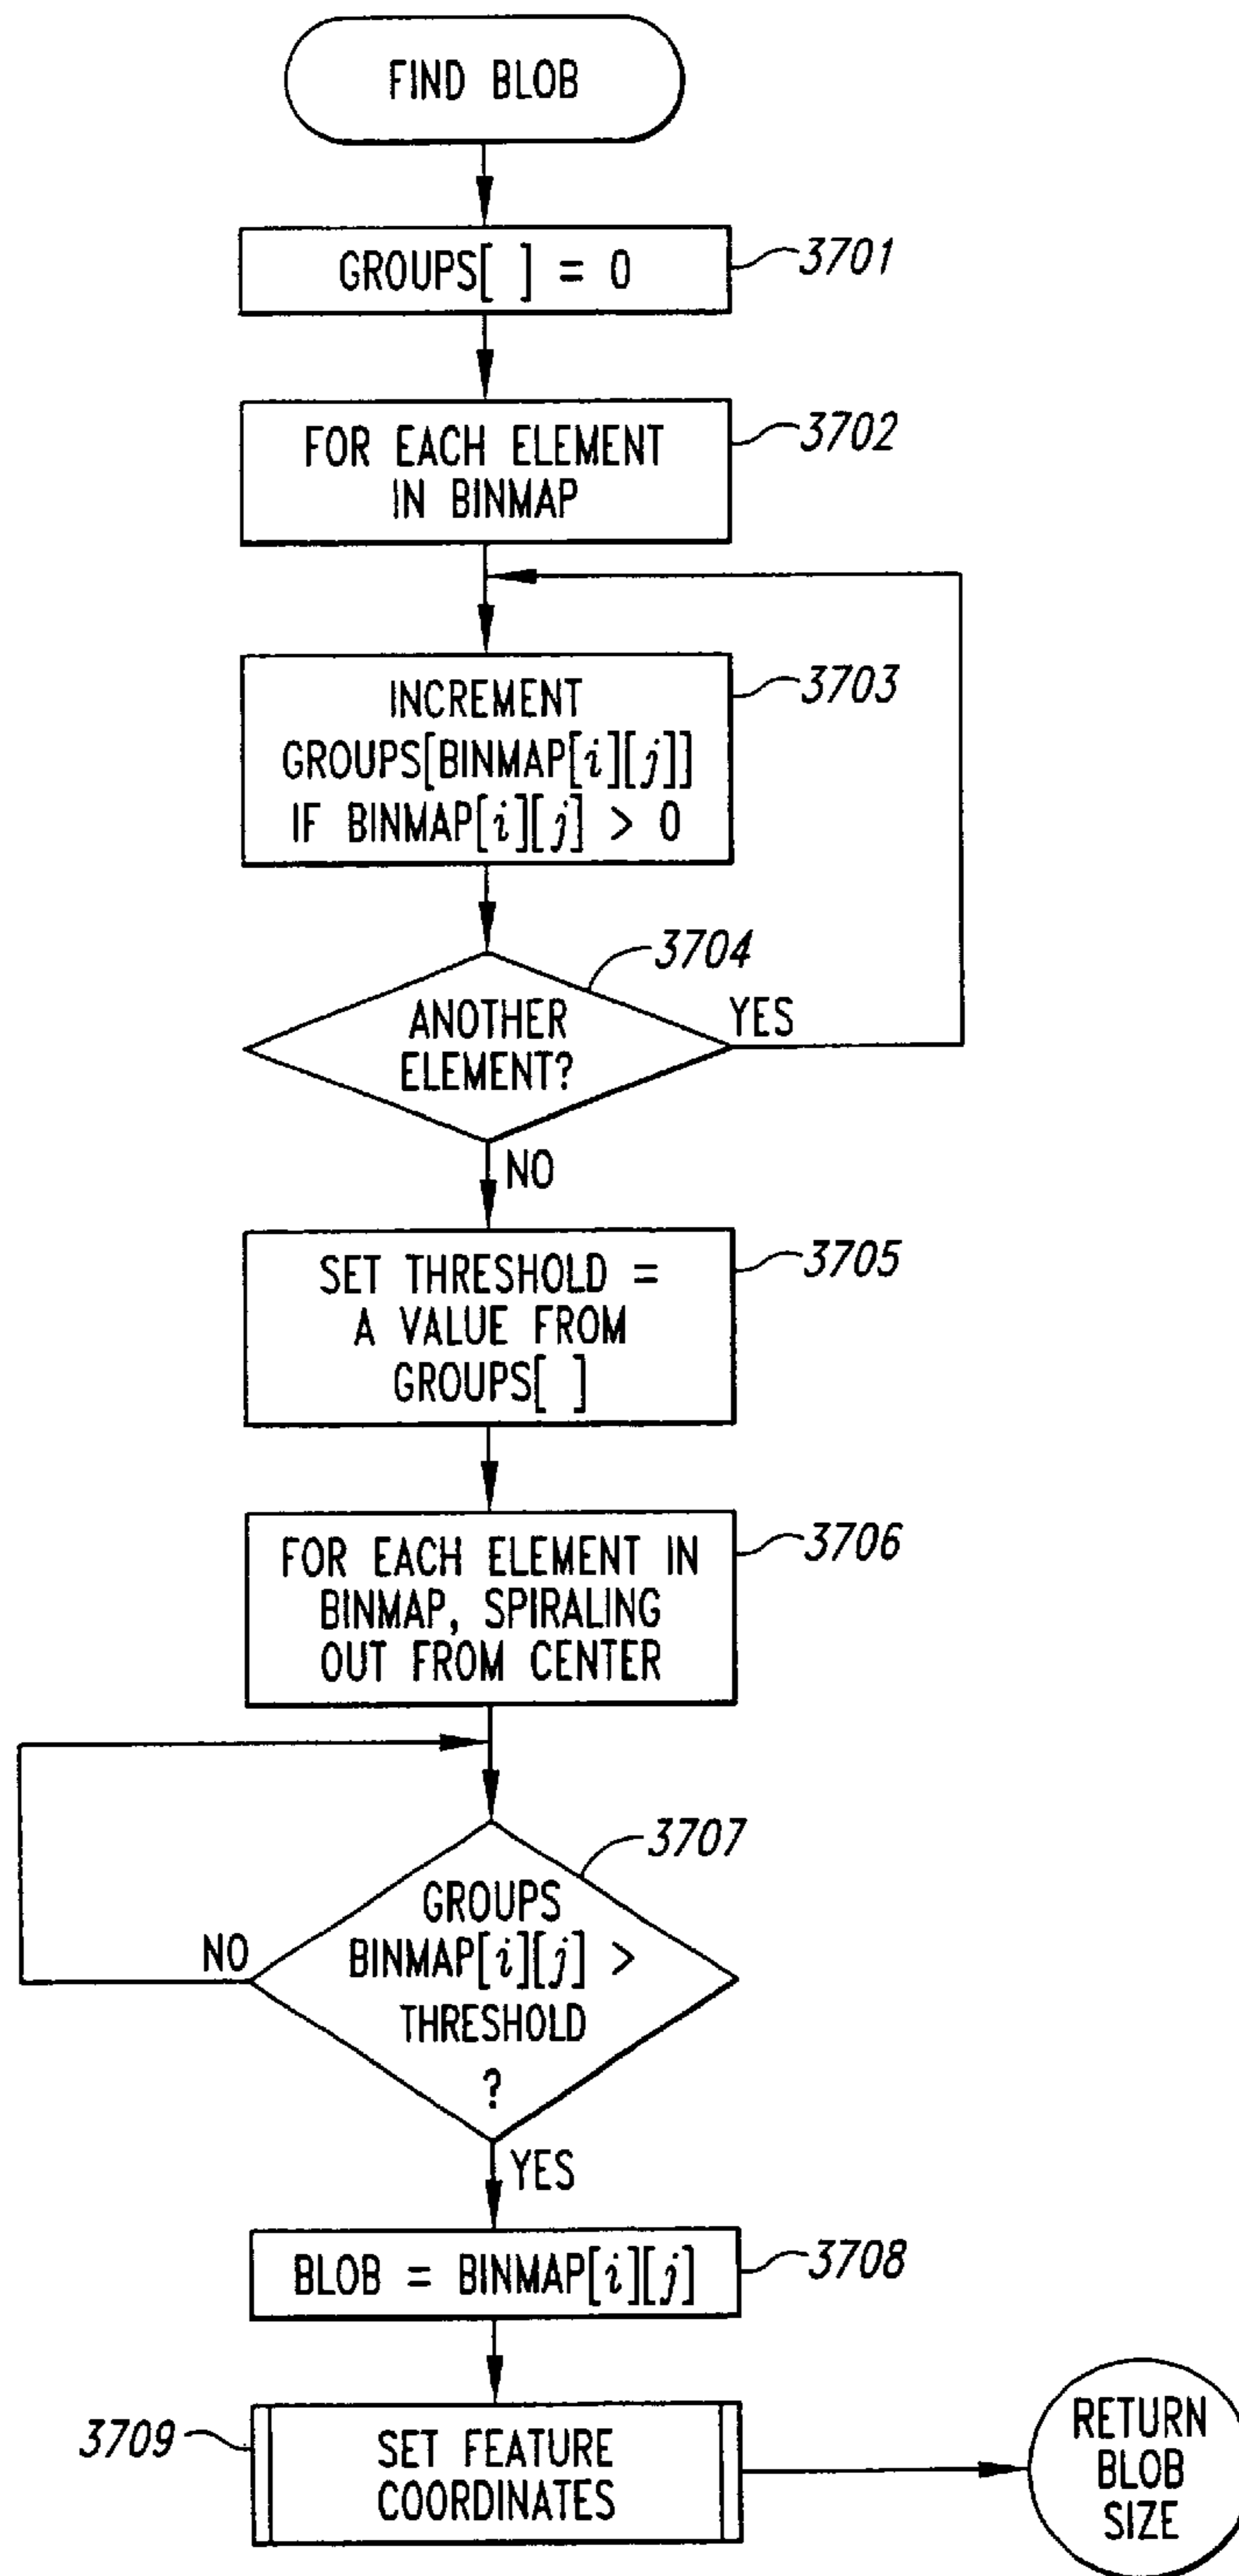 FIND BLOB
GROUPS[ ] = 0
3701
FOR EACH ELEMENT
IN BINMAP
3702
INCREMENT
GROUPS[BINMAP[i][j]]
IF BINMAP[i][j] > 0
3703
3704
ANOTHER
ELEMENT?
YES
NO
SET THRESHOLD =
A VALUE FROM
GROUPS[ ]
3705
FOR EACH ELEMENT IN
BINMAP, SPIRALING
OUT FROM CENTER
3706
3707
GROUPS
BINMAP[i][j] >
THRESHOLD
?
NO
YES
BLOB = BINMAP[i][j]
3708
3709
SET FEATURE
COORDINATES
RETURN
BLOB
SIZE